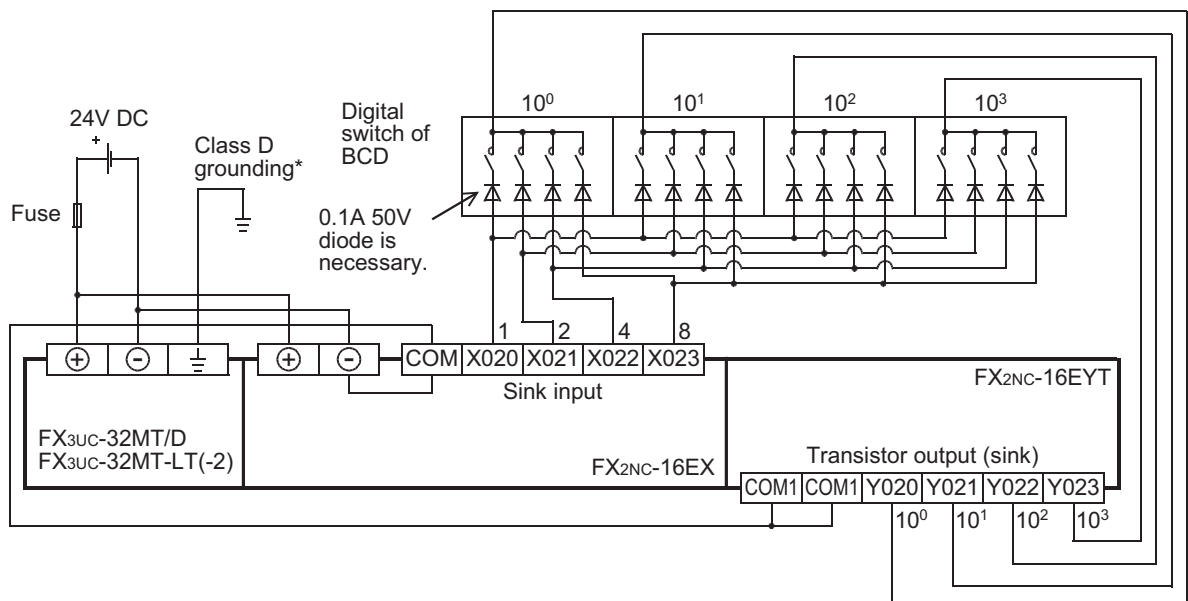 10⁰ 10¹ 10² 10³
Digital
switch of
BCD
24V DC
+
Class D
grounding*
Fuse
0.1A 50V
diode is
necessary.
1 2 4 8
+ - + - COM X020 X021 X022 X023
Sink input
FX2NC-16EYT
FX3UC-32MT/D
FX3UC-32MT-LT(-2)
FX2NC-16EX
Transistor output (sink)
COM1 COM1 Y020 Y021 Y022 Y023
10⁰ 10¹ 10² 10³